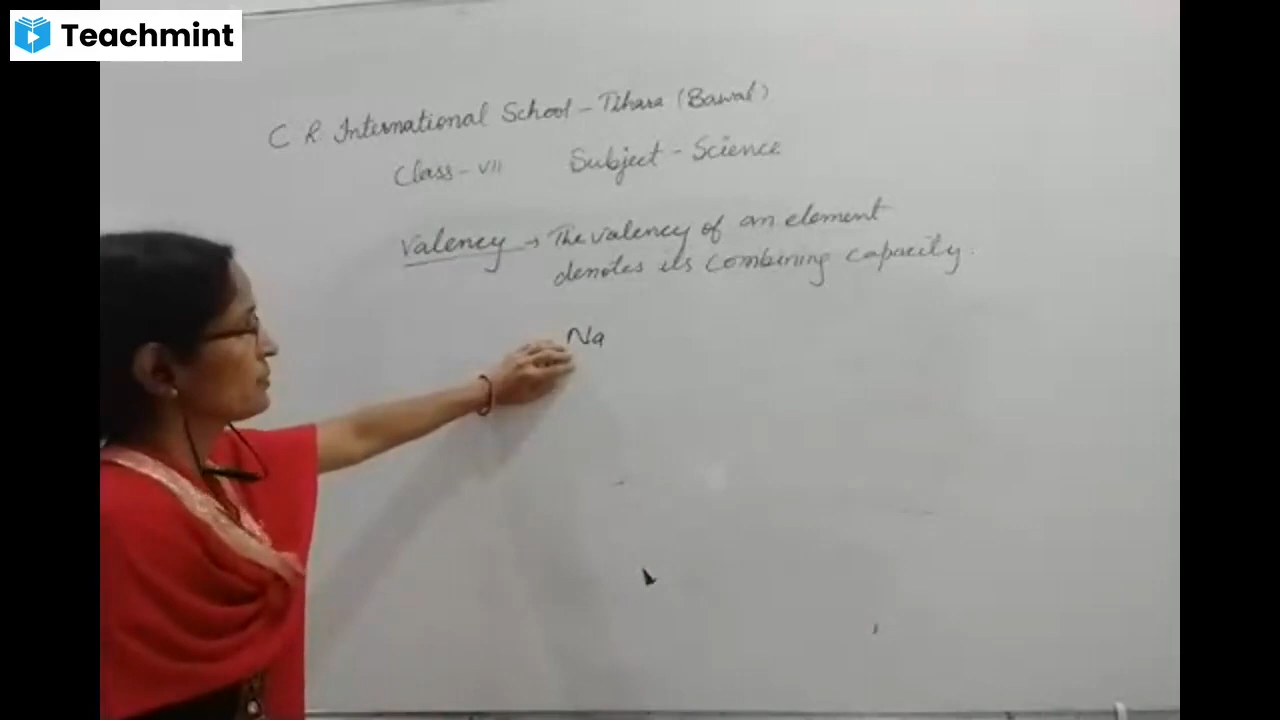 Teachmint
C R International School - Tihara (Bawal)
Class - VII Subject - Science
Valency → The valency of an element
denotes its combining capacity.
Na